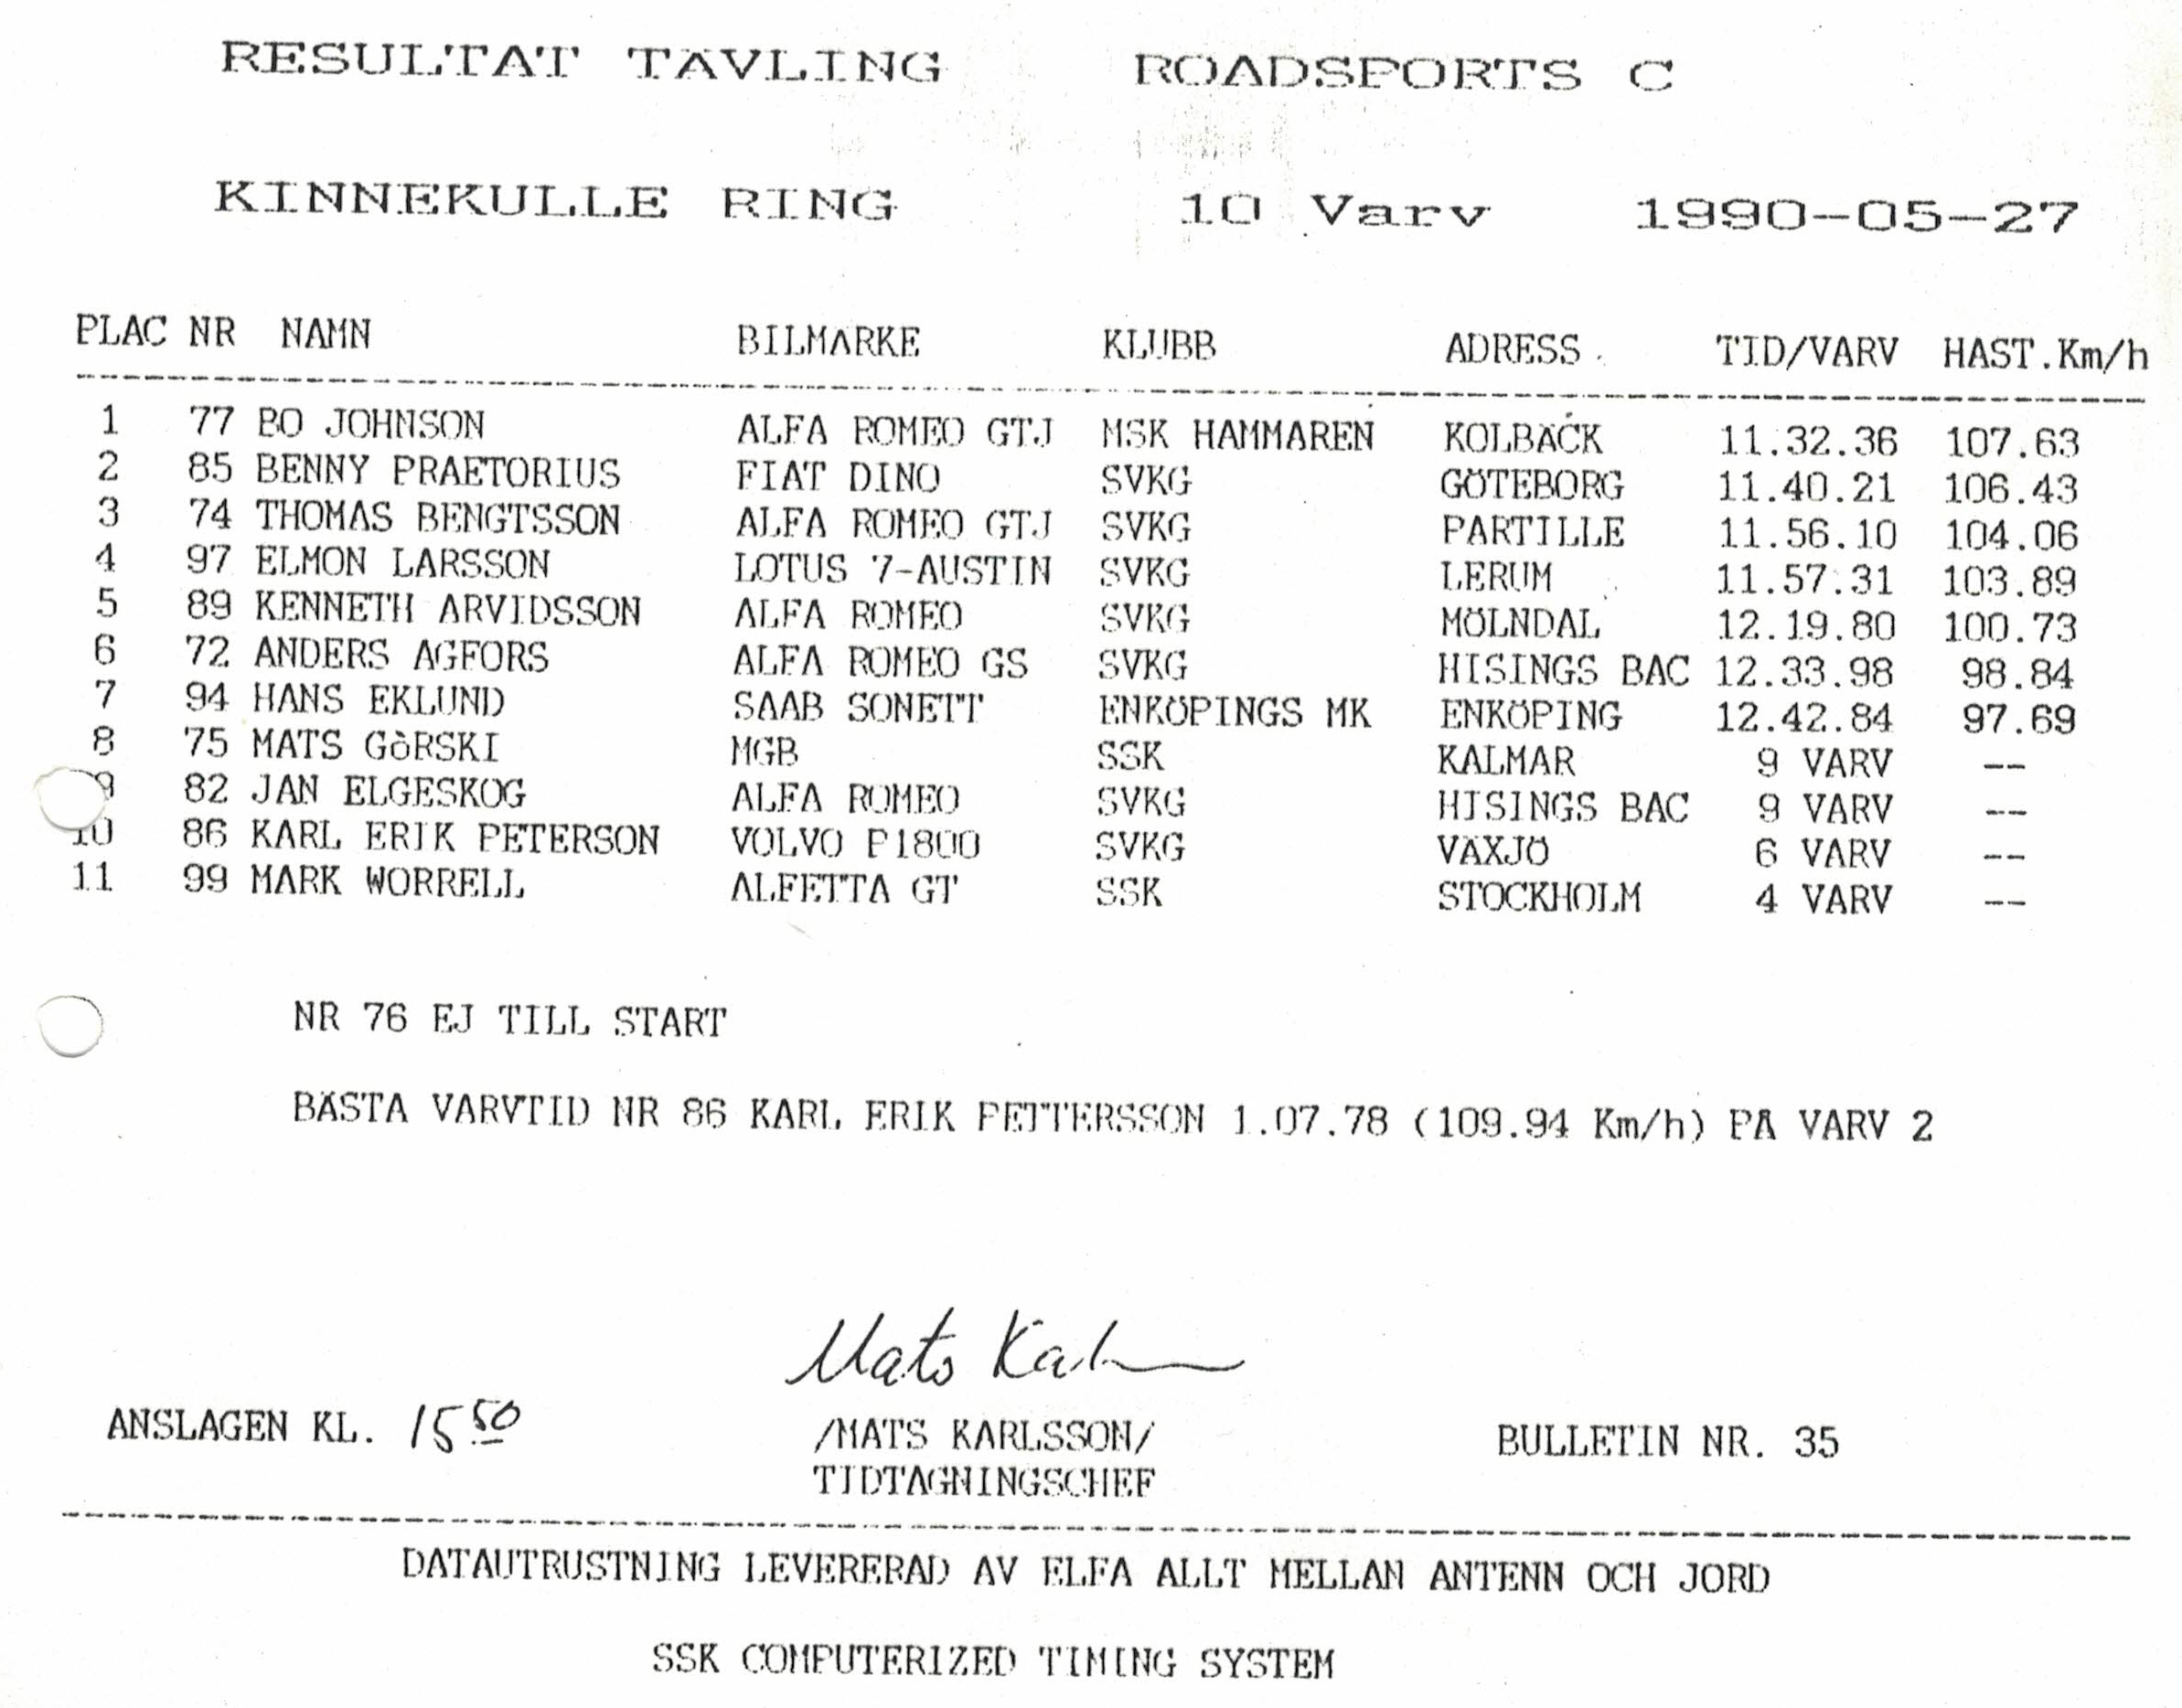 RESULTAT TÄVLING ROADSPORTS C
KINNEKULLE RING 10 Varv 1990-05-27
PLAC NR NAMN BILMÄRKE KLUBB ADRESS TID/VARV HAST.Km/h
1 77 BO JOHNSON ALFA ROMEO GTJ MSK HAMMAREN KOLBÄCK 11.32.36 107.63
2 85 BENNY PRAETORIUS FIAT DINO SVKG GÖTEBORG 11.40.21 106.43
3 74 THOMAS BENGTSSON ALFA ROMEO GTJ SVKG PARTILLE 11.56.10 104.06
4 97 ELMON LARSSON LOTUS 7-AUSTIN SVKG LERUM 11.57.31 103.89
5 89 KENNETH ARVIDSSON ALFA ROMEO SVKG MÖLNDAL 12.19.80 100.73
6 72 ANDERS AGFORS ALFA ROMEO GS SVKG HISINGS BAC 12.33.98 98.84
7 94 HANS EKLUND SAAB SONETT ENKÖPINGS MK ENKÖPING 12.42.84 97.69
8 75 MATS GòRSKI MGB SSK KALMAR 9 VARV --
9 82 JAN ELGESKOG ALFA ROMEO SVKG HISINGS BAC 9 VARV --
10 86 KARL ERIK PETERSON VOLVO P1800 SVKG VÄXJÖ 6 VARV --
11 99 MARK WORRELL ALFETTA GT SSK STOCKHOLM 4 VARV --
NR 76 EJ TILL START
BÄSTA VARVTID NR 86 KARL ERIK PETTERSSON 1.07.78 (109.94 Km/h) PÅ VARV 2
Mats Kal
ANSLAGEN KL. 15 50
/MATS KARLSSON/ BULLETIN NR. 35
TIDTAGNINGSCHEF
DATAUTRUSTNING LEVERERAD AV ELFA ALLT MELLAN ANTENN OCH JORD
SSK COMPUTERIZED TIMING SYSTEM